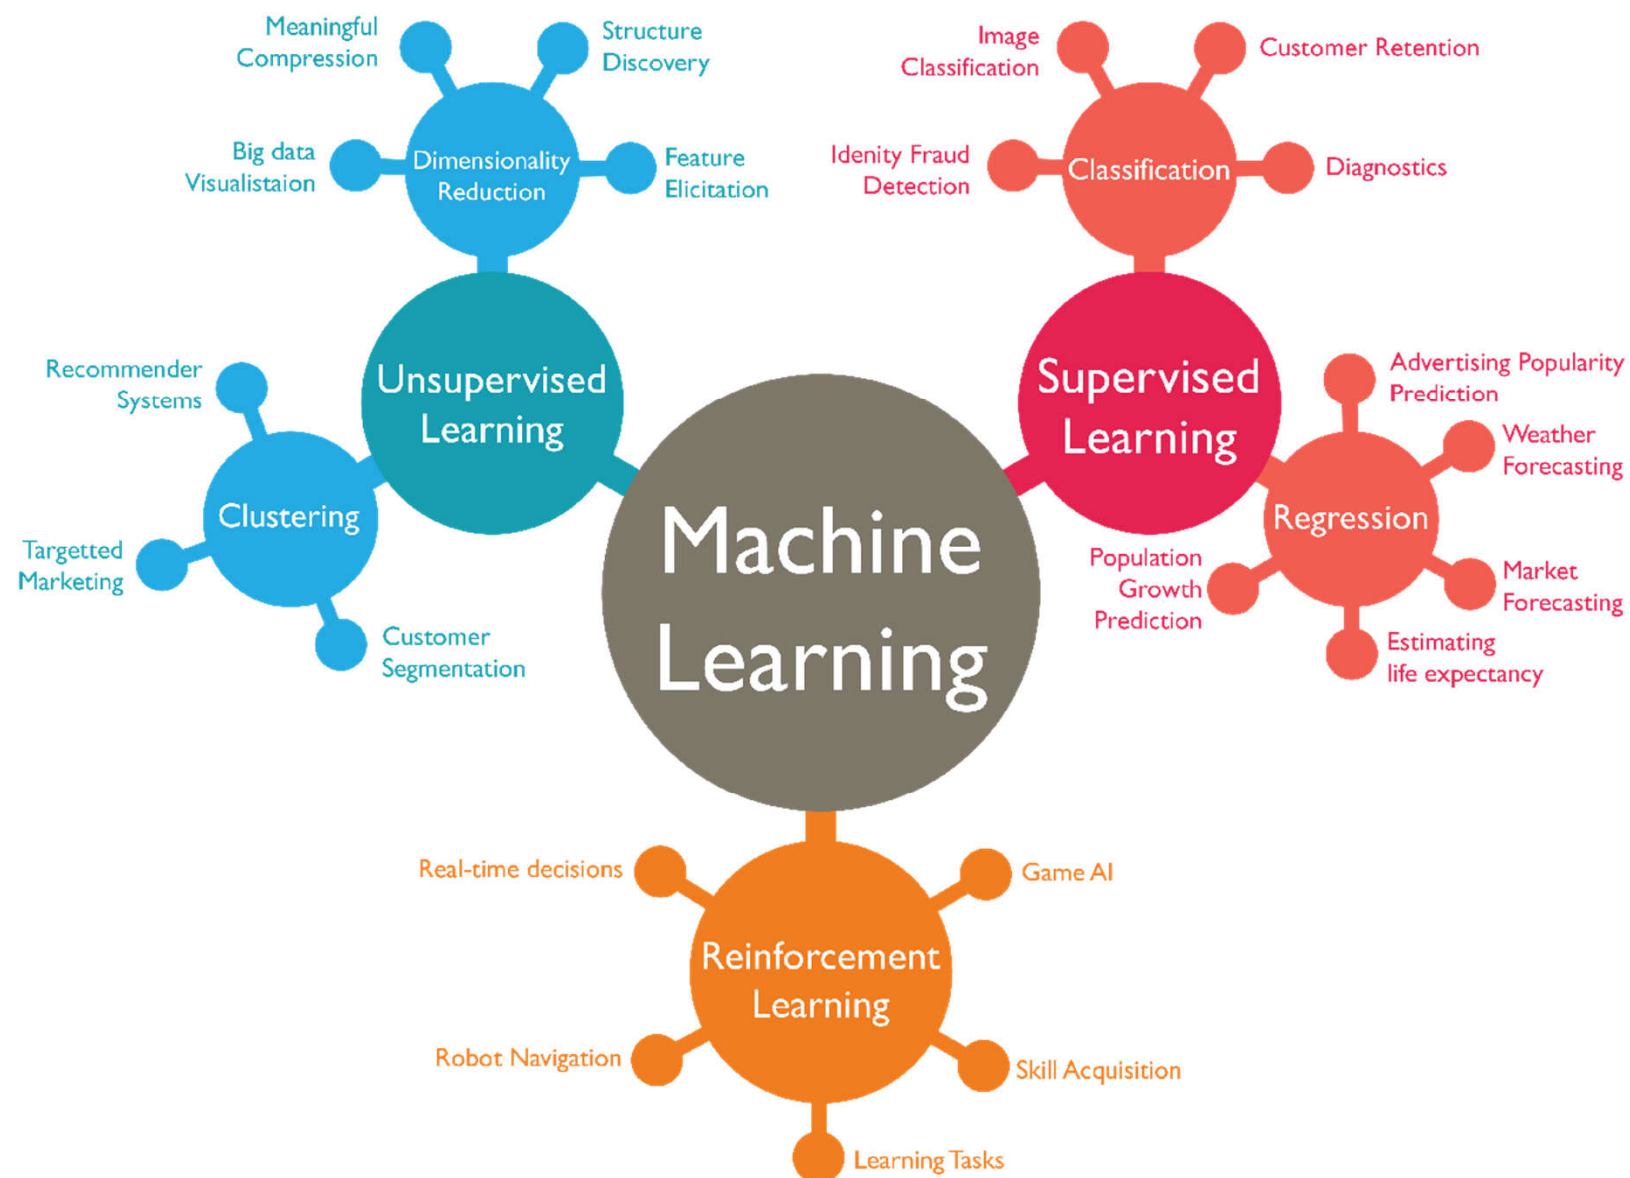 Meaningful
Compression
Structure
Discovery
Big data
Visualistaion
Dimensionality
Reduction
Feature
Elicitation
Image
Classification
Customer Retention
Idenity Fraud
Detection
Classification
Diagnostics
Unsupervised
Learning
Supervised
Learning
Recommender
Systems
Clustering
Targetted
Marketing
Customer
Segmentation
Advertising Popularity
Prediction
Weather
Forecasting
Regression
Population
Growth
Prediction
Market
Forecasting
Estimating
life expectancy
Machine
Learning
Real-time decisions
Game AI
Reinforcement
Learning
Robot Navigation
Skill Acquisition
Learning Tasks